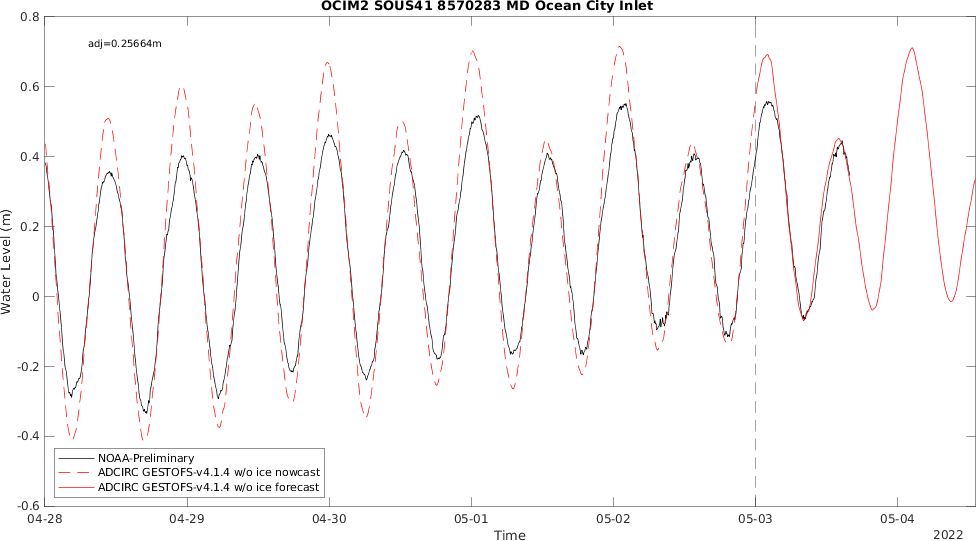 OCIM2 SOUS41 8570283 MD Ocean City Inlet
adj=0.25664m
Water Level (m)
0.8
0.6
0.4
0.2
0
-0.2
-0.4
-0.6
NOAA-Preliminary
ADCIRC GESTOFS-v4.1.4 w/o ice nowcast
ADCIRC GESTOFS-v4.1.4 w/o ice forecast
04-28 04-29 04-30 05-01 05-02 05-03 05-04
Time
2022